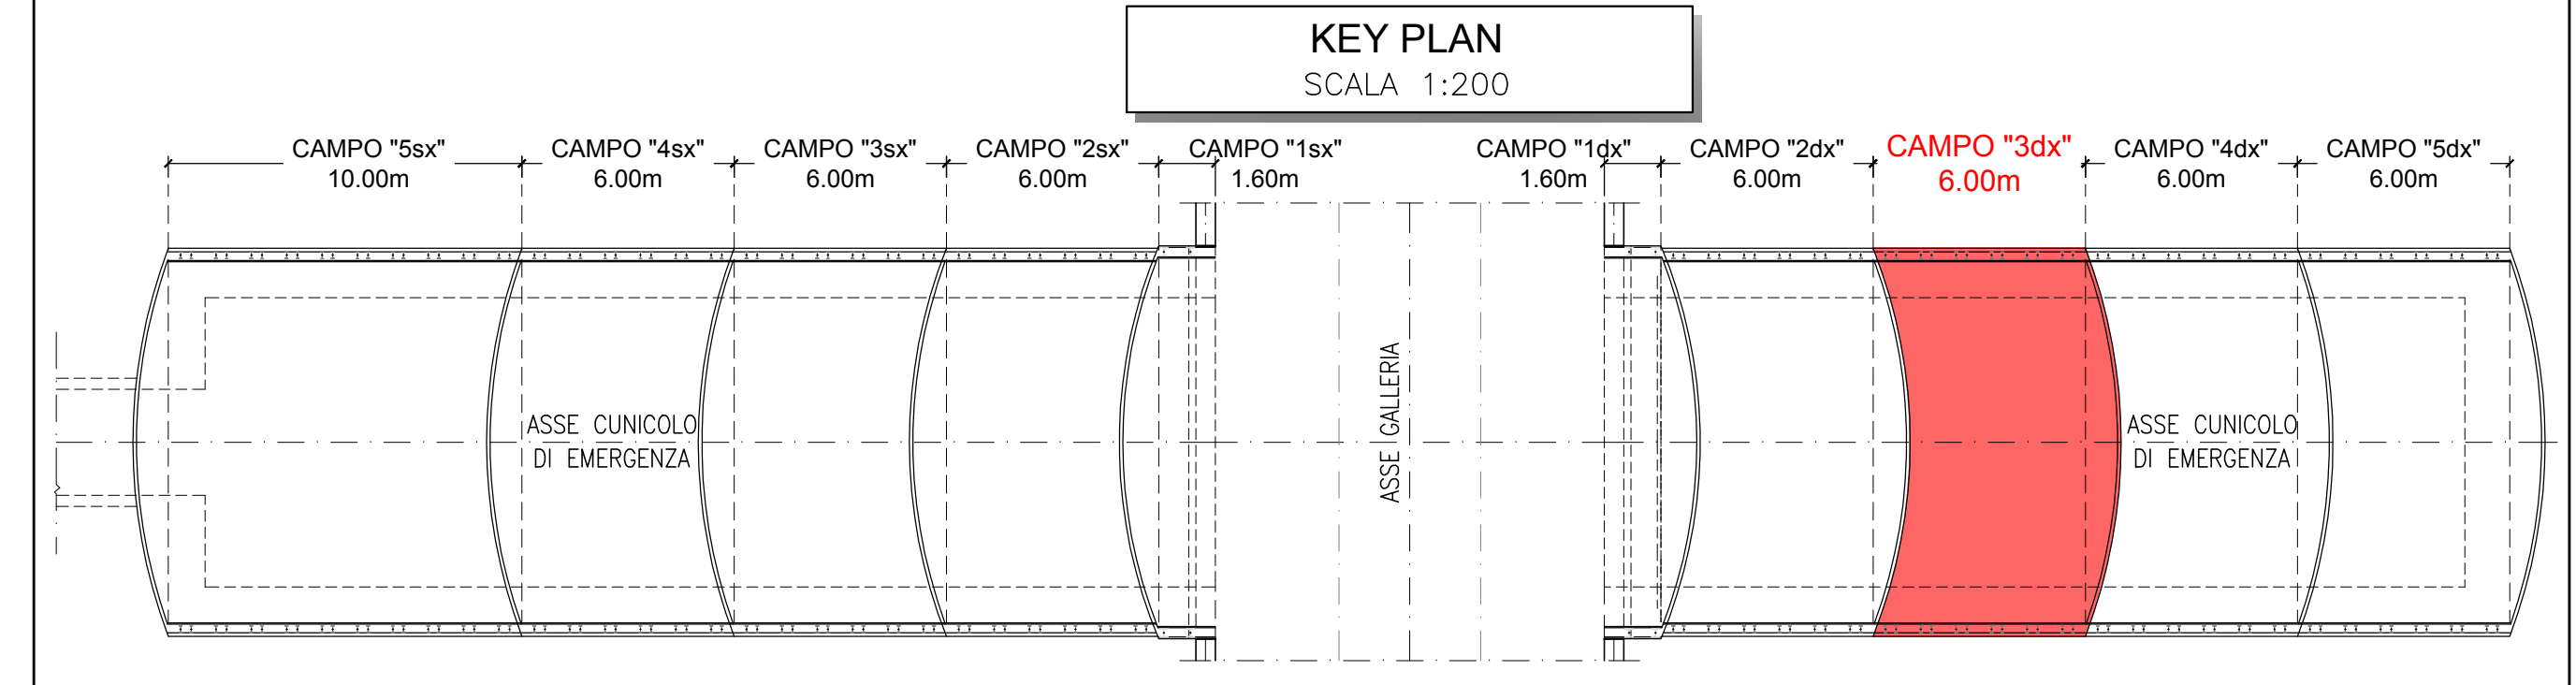 KEY PLAN
SCALA 1:200
CAMPO "5sx"
10.00m
CAMPO "4sx"
6.00m
CAMPO "3sx"
6.00m
CAMPO "2sx"
6.00m
CAMPO "1sx"
1.60m
CAMPO "1dx"
1.60m
CAMPO "2dx"
6.00m
CAMPO "3dx"
6.00m
CAMPO "4dx"
6.00m
CAMPO "5dx"
6.00m
ASSE CUNICOLO
DI EMERGENZA
ASSE GALLERIA
ASSE CUNICOLO
DI EMERGENZA